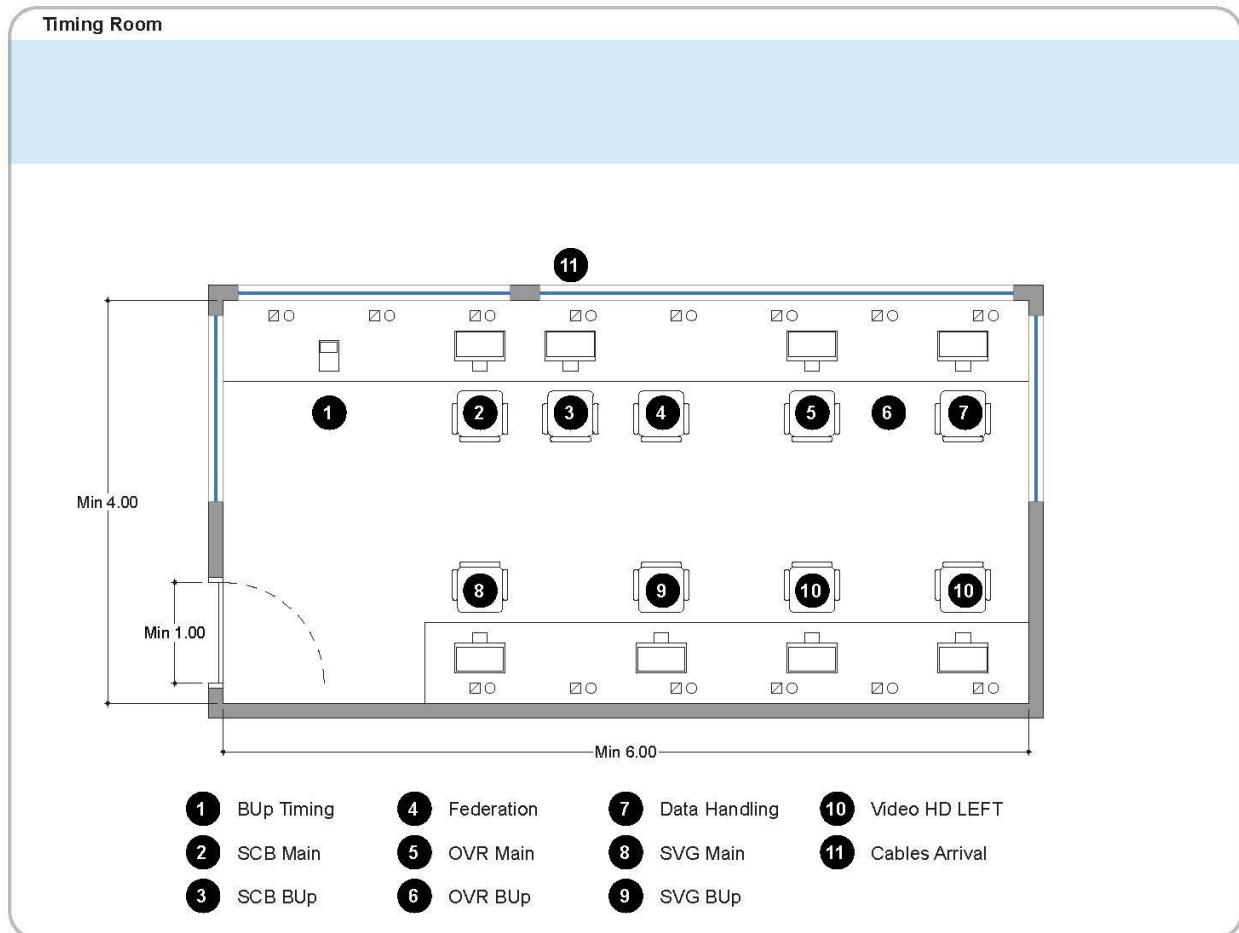 Timing Room
11
1 2 3 4 5 6 7
Min 4.00
8 9 10 10
Min 1.00
Min 6.00
1 BUp Timing 4 Federation 7 Data Handling 10 Video HD LEFT
2 SCB Main 5 OVR Main 8 SVG Main 11 Cables Arrival
3 SCB BUp 6 OVR BUp 9 SVG BUp